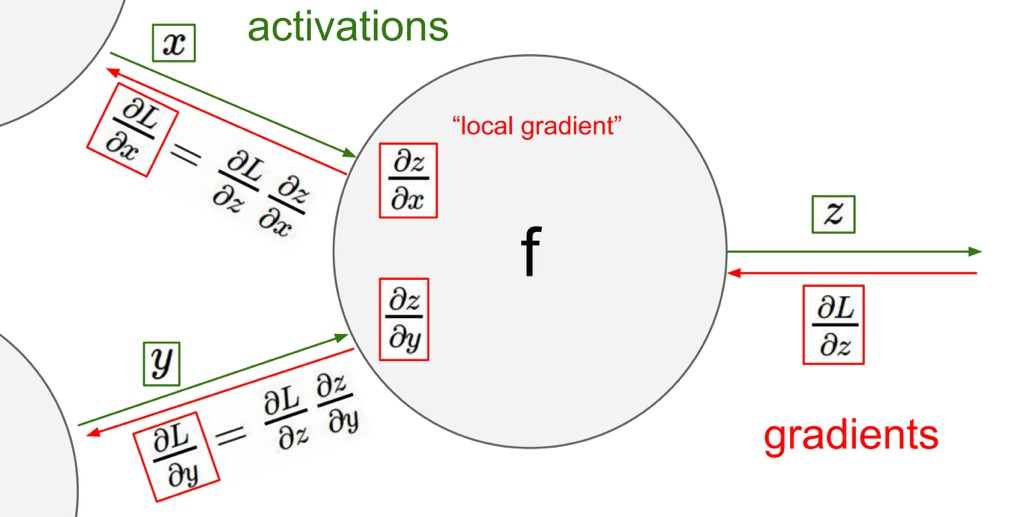 activations
x
∂L/∂x = ∂L/∂z ∂z/∂x
“local gradient”
∂z/∂x
f
z
∂z/∂y
∂L/∂z
y
∂L/∂y = ∂L/∂z ∂z/∂y
gradients